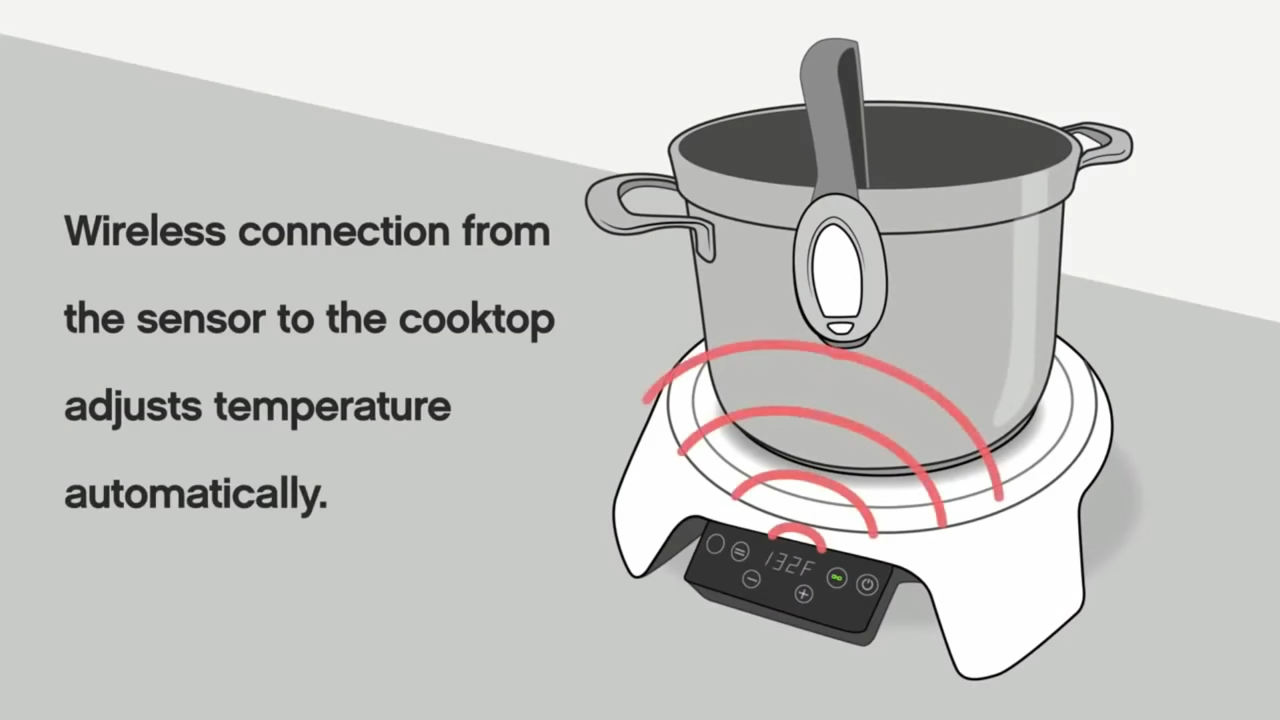 Wireless connection from
the sensor to the cooktop
adjusts temperature
automatically.
132F